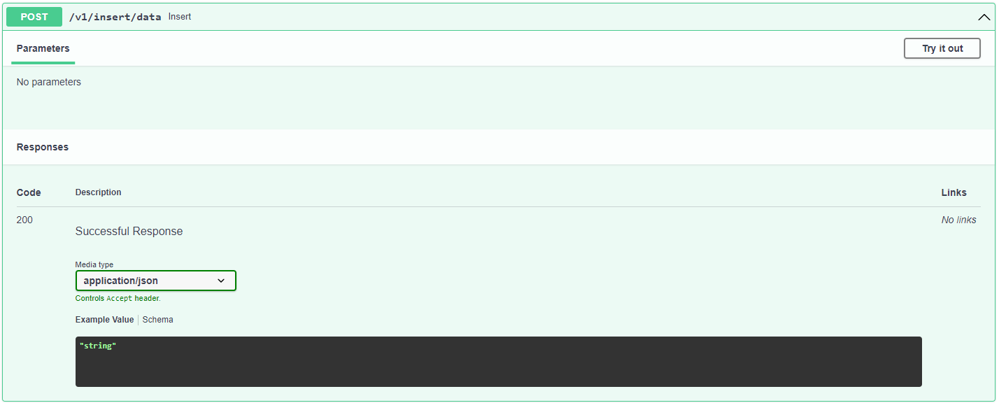 POST /v1/insert/data Insert
Parameters
Try it out
No parameters
Responses
Code Description Links
200 Successful Response No links
Media type
application/json
Controls Accept header.
Example Value Schema
"string"